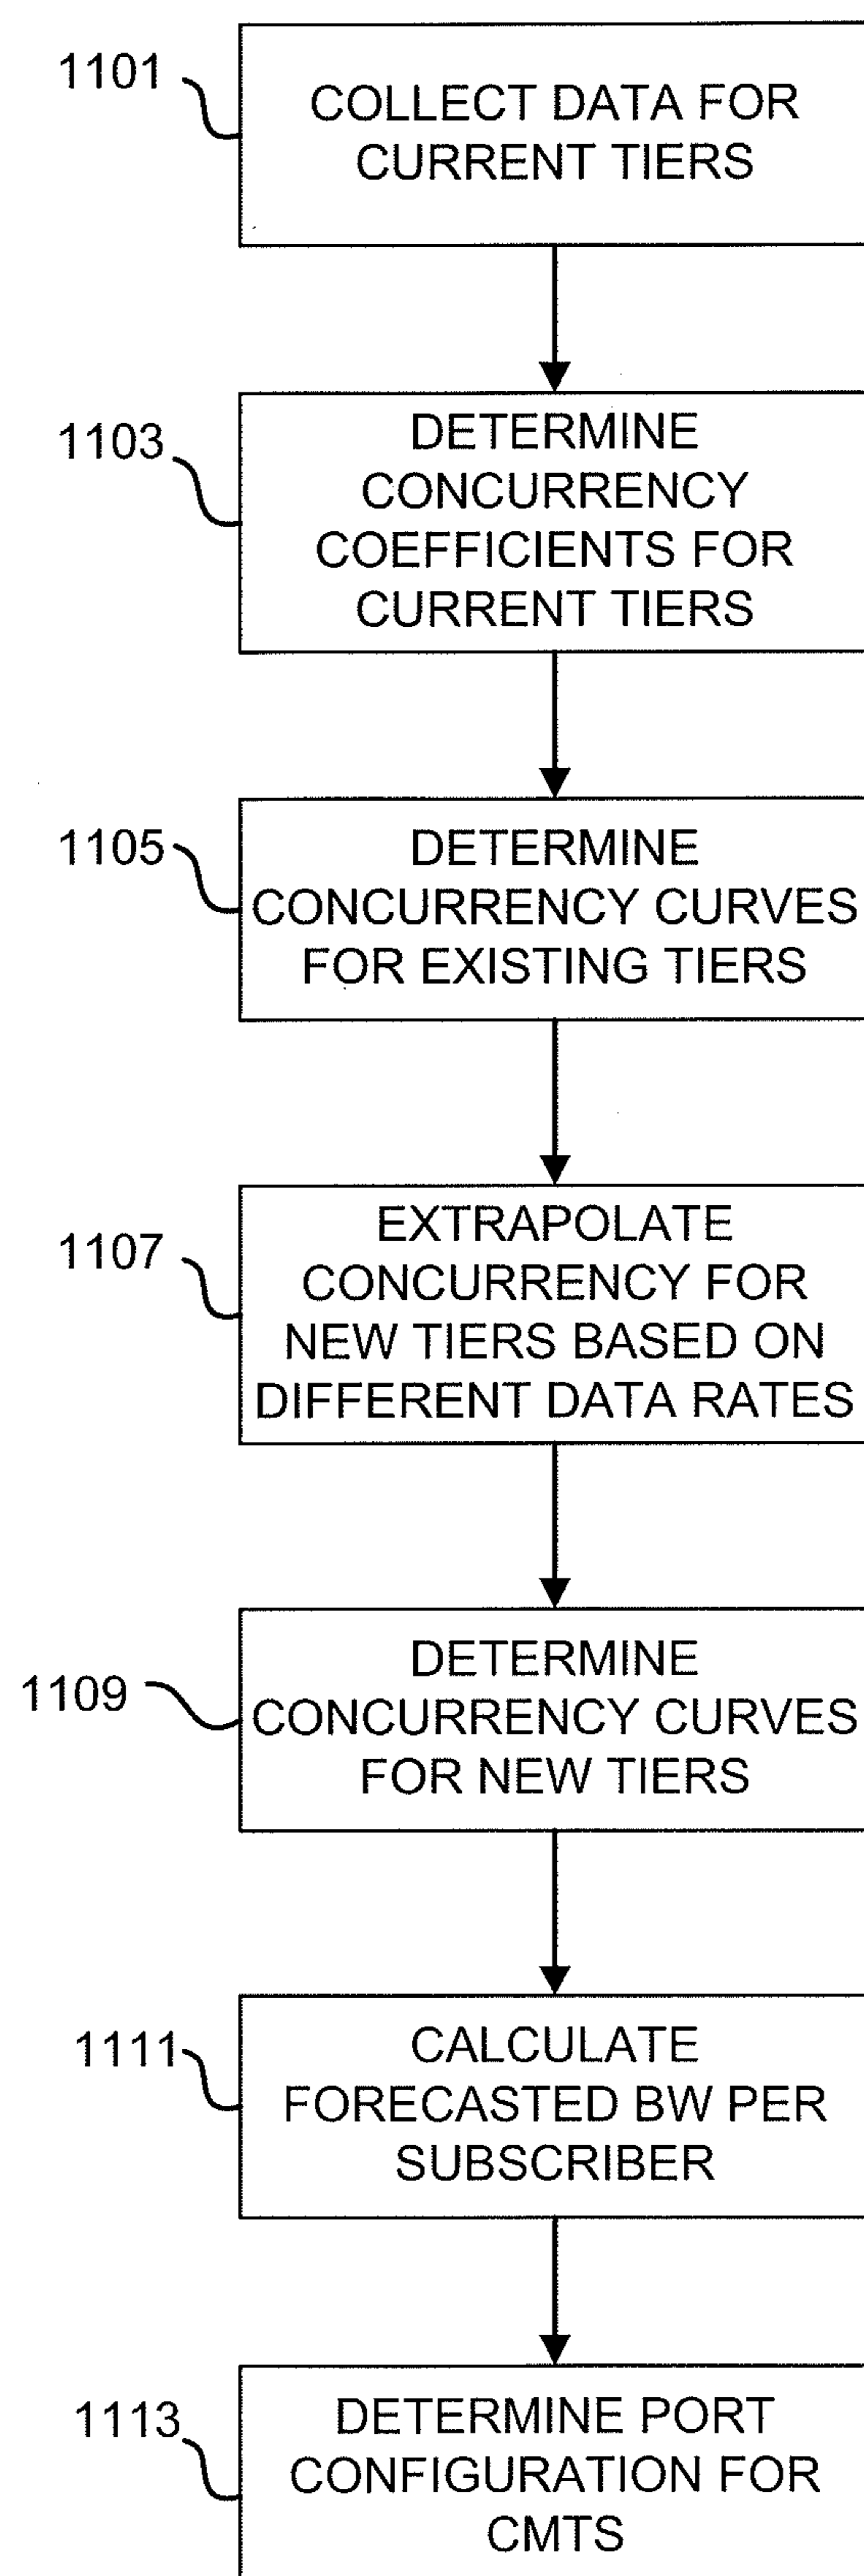 1101
COLLECT DATA FOR
CURRENT TIERS
1103
DETERMINE
CONCURRENCY
COEFFICIENTS FOR
CURRENT TIERS
1105
DETERMINE
CONCURRENCY CURVES
FOR EXISTING TIERS
1107
EXTRAPOLATE
CONCURRENCY FOR
NEW TIERS BASED ON
DIFFERENT DATA RATES
1109
DETERMINE
CONCURRENCY CURVES
FOR NEW TIERS
1111
CALCULATE
FORECASTED BW PER
SUBSCRIBER
1113
DETERMINE PORT
CONFIGURATION FOR
CMTS